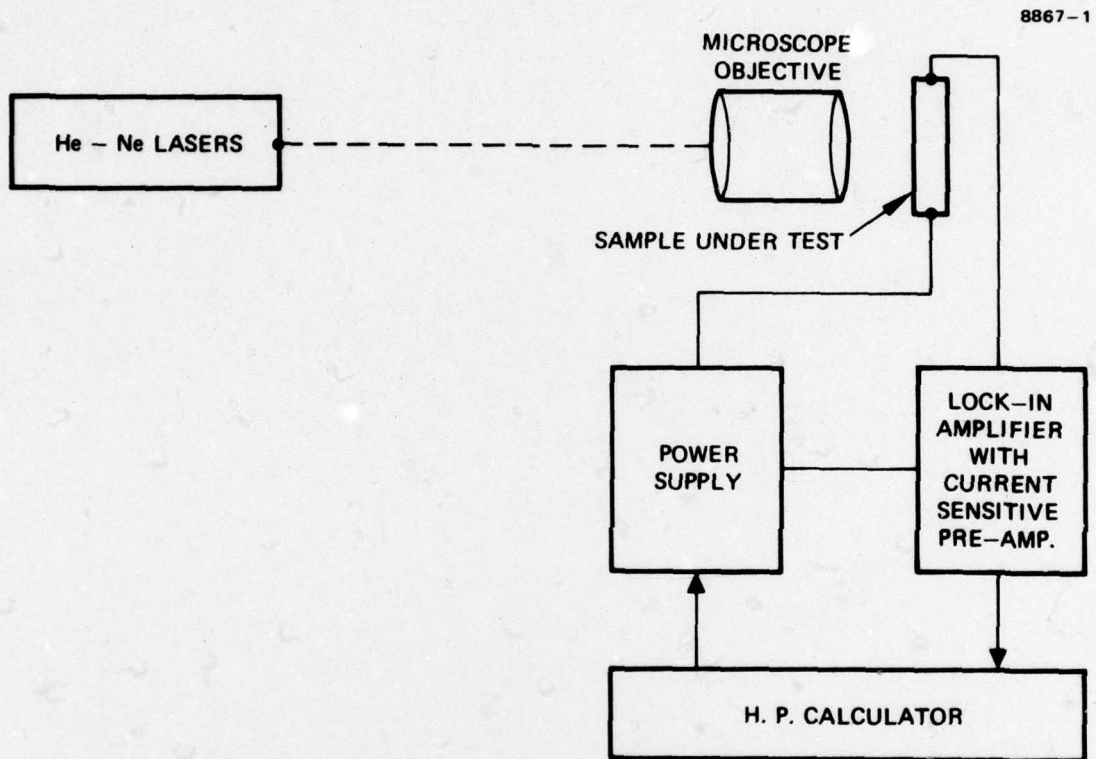 8867-1
MICROSCOPE
OBJECTIVE
He – Ne LASERS
SAMPLE UNDER TEST
POWER
SUPPLY
LOCK–IN
AMPLIFIER
WITH
CURRENT
SENSITIVE
PRE–AMP.
H. P. CALCULATOR